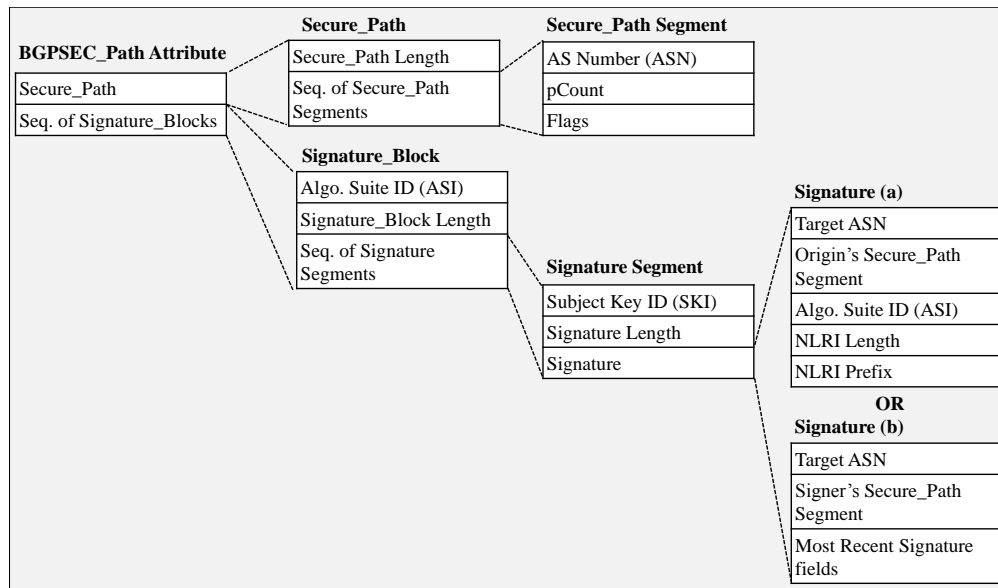 BGPSEC_Path Attribute
Secure_Path
Seq. of Signature_Blocks
Secure_Path
Secure_Path Length
Seq. of Secure_Path
Segments
Secure_Path Segment
AS Number (ASN)
pCount
Flags
Signature_Block
Algo. Suite ID (ASI)
Signature_Block Length
Seq. of Signature
Segments
Signature Segment
Subject Key ID (SKI)
Signature Length
Signature
Signature (a)
Target ASN
Origin’s Secure_Path
Segment
Algo. Suite ID (ASI)
NLRI Length
NLRI Prefix
OR
Signature (b)
Target ASN
Signer’s Secure_Path
Segment
Most Recent Signature
fields